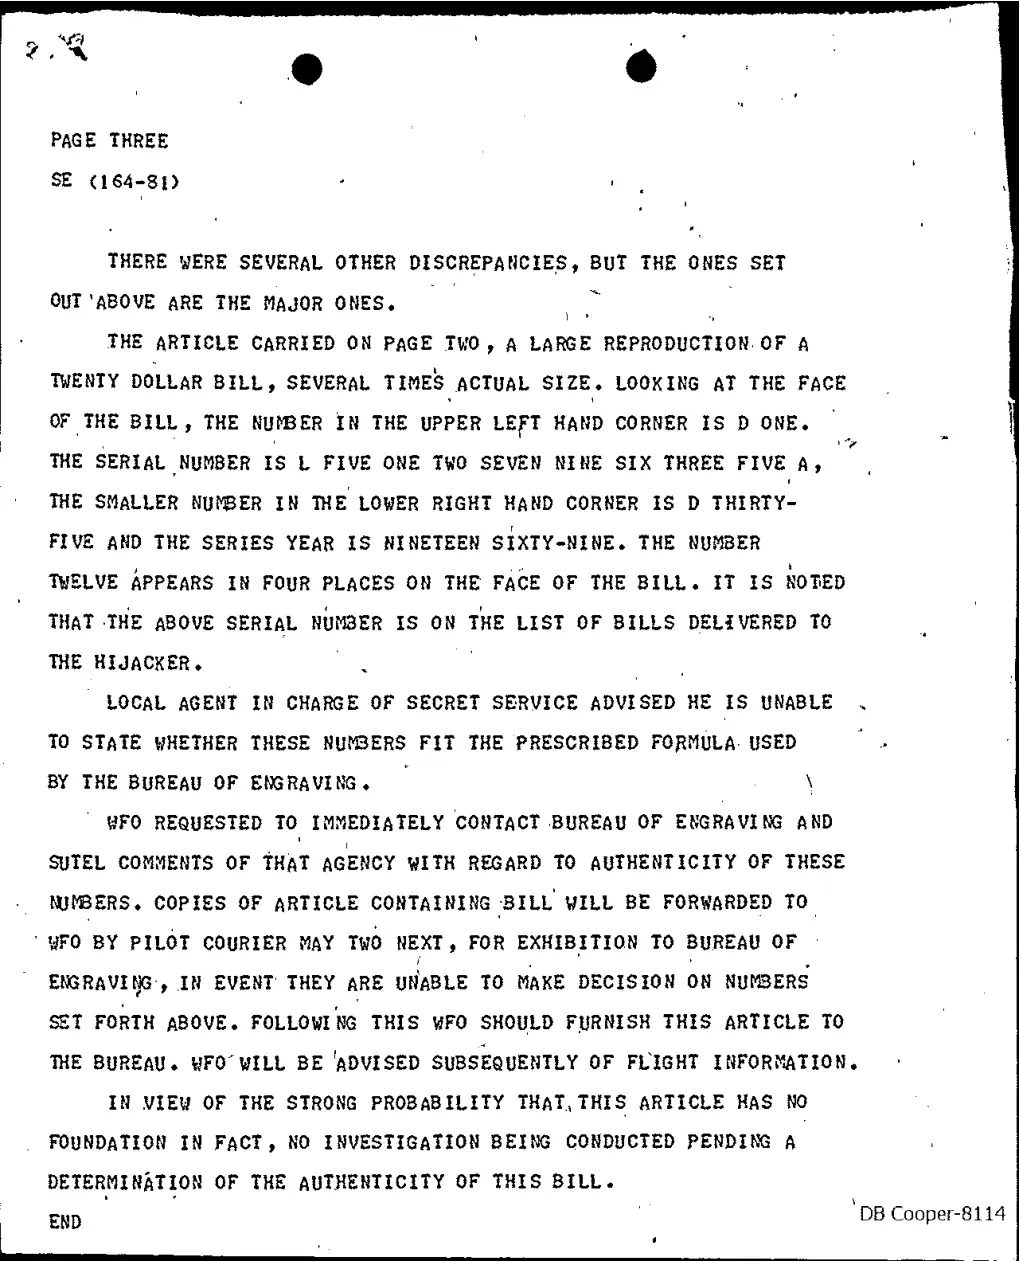 PAGE THREE
SE (164-81)
THERE WERE SEVERAL OTHER DISCREPANCIES, BUT THE ONES SET
OUT ABOVE ARE THE MAJOR ONES.
THE ARTICLE CARRIED ON PAGE TWO, A LARGE REPRODUCTION OF A
TWENTY DOLLAR BILL, SEVERAL TIMES ACTUAL SIZE. LOOKING AT THE FACE
OF THE BILL, THE NUMBER IN THE UPPER LEFT HAND CORNER IS D ONE.
THE SERIAL NUMBER IS L FIVE ONE TWO SEVEN NINE SIX THREE FIVE A,
THE SMALLER NUMBER IN THE LOWER RIGHT HAND CORNER IS D THIRTY-
FIVE AND THE SERIES YEAR IS NINETEEN SIXTY-NINE. THE NUMBER
TWELVE APPEARS IN FOUR PLACES ON THE FACE OF THE BILL. IT IS NOTED
THAT THE ABOVE SERIAL NUMBER IS ON THE LIST OF BILLS DELIVERED TO
THE HIJACKER.
LOCAL AGENT IN CHARGE OF SECRET SERVICE ADVISED HE IS UNABLE
TO STATE WHETHER THESE NUMBERS FIT THE PRESCRIBED FORMULA USED
BY THE BUREAU OF ENGRAVING.
WFO REQUESTED TO IMMEDIATELY CONTACT BUREAU OF ENGRAVING AND
SUTEL COMMENTS OF THAT AGENCY WITH REGARD TO AUTHENTICITY OF THESE
NUMBERS. COPIES OF ARTICLE CONTAINING BILL WILL BE FORWARDED TO
WFO BY PILOT COURIER MAY TWO NEXT, FOR EXHIBITION TO BUREAU OF
ENGRAVING, IN EVENT THEY ARE UNABLE TO MAKE DECISION ON NUMBERS
SET FORTH ABOVE. FOLLOWING THIS WFO SHOULD FURNISH THIS ARTICLE TO
THE BUREAU. WFO WILL BE ADVISED SUBSEQUENTLY OF FLIGHT INFORMATION.
IN VIEW OF THE STRONG PROBABILITY THAT THIS ARTICLE HAS NO
FOUNDATION IN FACT, NO INVESTIGATION BEING CONDUCTED PENDING A
DETERMINATION OF THE AUTHENTICITY OF THIS BILL.
END
DB Cooper-8114